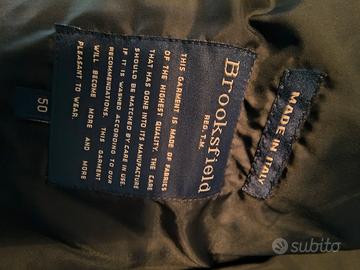 Brooksfield
REG. T.M.
THIS GARMENT IS MADE OF FABRICS
OF THE HIGHEST QUALITY. THE CARE
THAT HAS GONE INTO ITS MANUFACTURE
SHOULD BE MATCHED BY CARE IN USE.
IF IT IS WASHED ACCORDING TO OUR
RECOMMENDATIONS, THIS GARMENT
WILL BECOME MORE AND MORE
PLEASANT TO WEAR.
MADE IN ITALY
50
subito